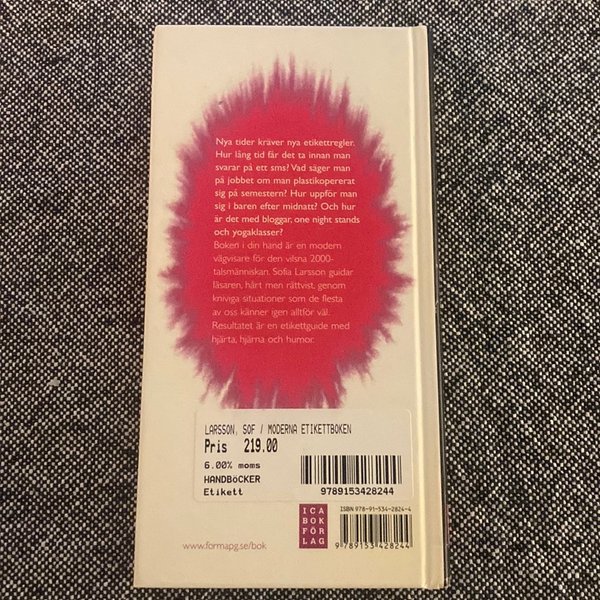 Nya tider kräver nya etikettregler.
Hur lång tid får det ta innan man
svarar på ett sms? Vad säger man
på jobbet om man plastikopererat
sig på semestern? Hur uppför man
sig i baren efter midnatt? Och hur
är det med bloggar, one night stands
och yogaklasser?
Boken i din hand är en modern
vägvisare för den vilsna 2000-
talsmänniskan. Sofia Larsson guidar
läsaren, hårt men rättvist, genom
kniviga situationer som de flesta
av oss känner igen alltför väl.
Resultatet är en etikettguide med
hjärta, hjärna och humor.
LARSSON, SOF / MODERNA ETIKETTBOKEN
Pris 219.00
6.00% moms
HANDBöCKER
Etikett
9789153428244
ISBN 978-91-534-2824-4
ICA
BOK
FÖR
LAG
9 789153 428244
www.formapg.se/bok